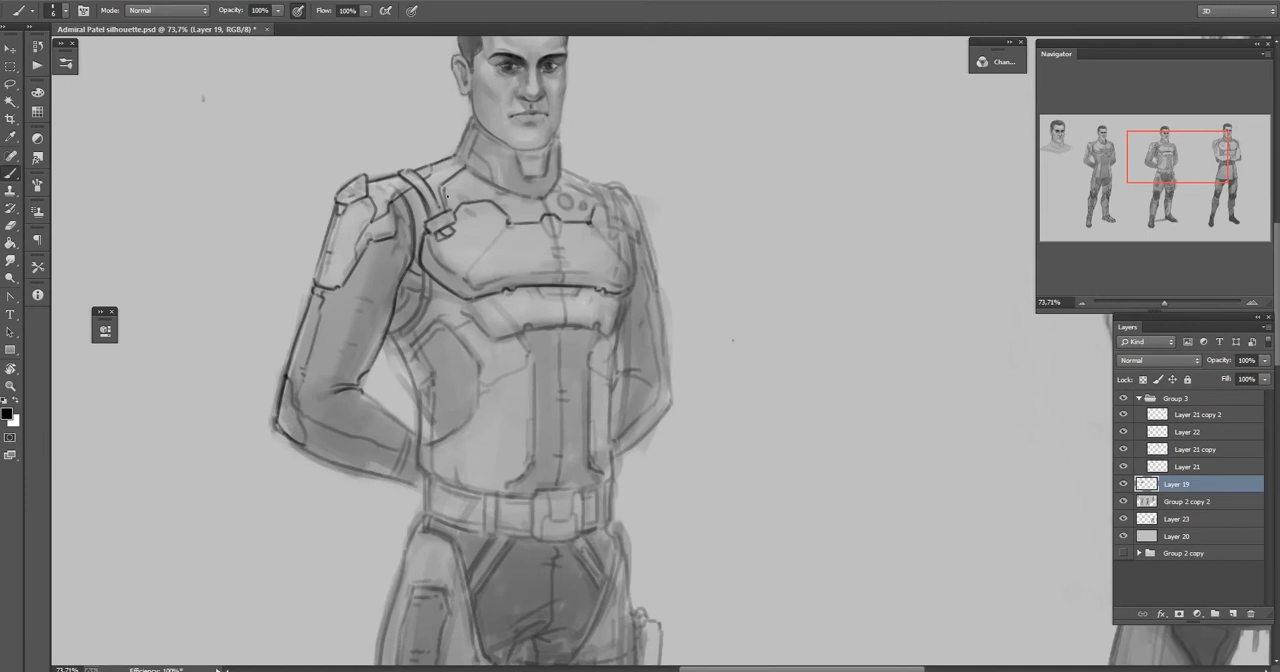 6 Mode: Normal Opacity: 100% Flow: 100% 3D
Admiral Patel silhouette.psd @ 73,7% (Layer 19, RGB/8) *
Chan...
Navigator
73,71%
Layers
Kind
Normal Opacity: 100%
Lock: Fill: 100%
Group 3
Layer 21 copy 2
Layer 22
Layer 21 copy
Layer 21
Layer 19
Group 2 copy 2
Layer 23
Layer 20
Group 2 copy
73,71% Efficiency: 100%*